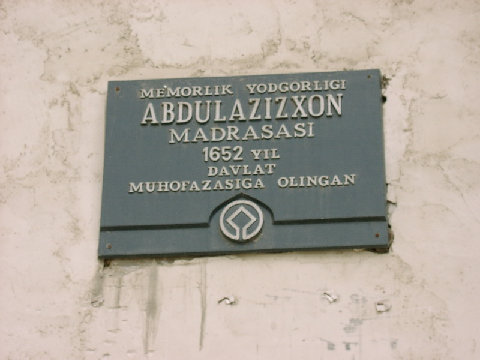 MEMORLIK YODGORLIGI
ABDULAZIZXON
MADRASASI
1652 YIL
DAVLAT
MUHOFAZASIGA OLINGAN